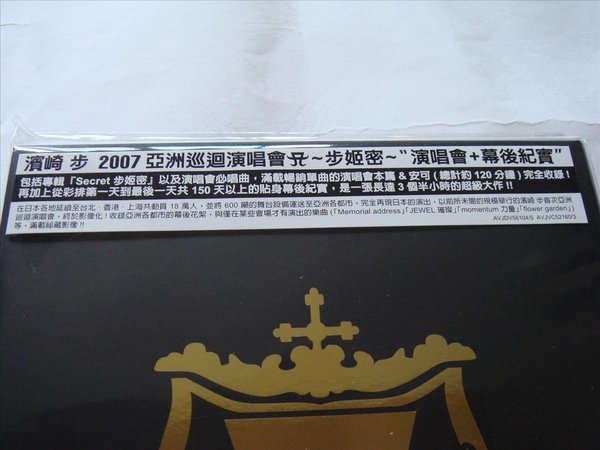 濱崎 步 2007 亞洲巡迴演唱會 ~步姬密~“演唱會+幕後紀實”
包括專輯「Secret 步姬密」以及演唱會必唱曲，滿載暢銷單曲的演唱會本篇 & 安可 ( 總計約 120 分鐘 ) 完全收錄 !
再加上從彩排第一天到最後一天共 150 天以上的貼身幕後紀實，是一張長達 3 個半小時的超級大作 !!
在日本各地延續至台北、香港、上海共動員 18 萬人，並將 600 噸的舞台設備運送至亞洲各都市，完全再現日本的演出，以前所未聞的規模舉行的濱崎 步首次亞洲
巡迴演唱會，終於影像化 ! 收錄亞洲各都市的幕後花絮，與僅在某些會場才有演出的樂曲 (「Memorial address」「JEWEL 璀璨」「momentum 力量」「flower garden」)
等，滿載祕藏影像 !! AVJDV56104/5 AVJVC52160/3